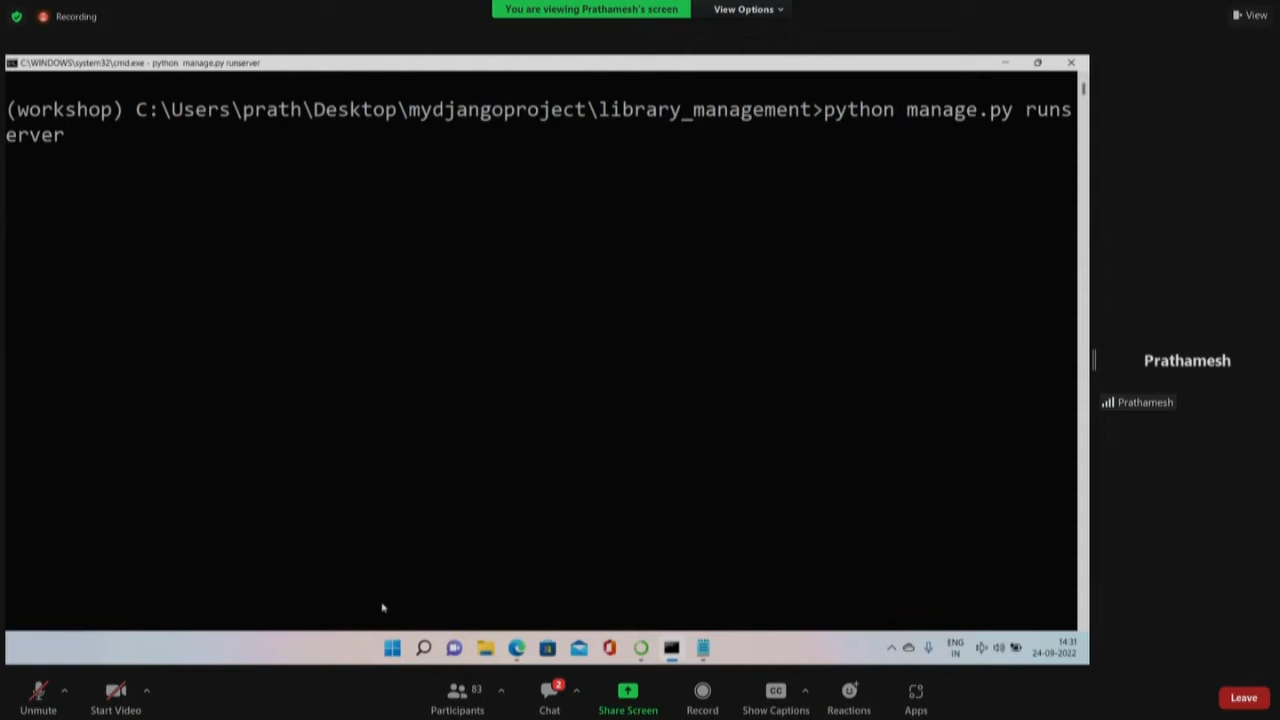 Recording
You are viewing Prathamesh's screen
View Options
View
C:\WINDOWS\system32\cmd.exe - python manage.py runserver
(workshop) C:\Users\prath\Desktop\mydjangoproject\library_management>python manage.py runs
erver
Prathamesh
Prathamesh
ENG
IN
14:31
24-09-2022
Unmute
Start Video
83
Participants
2
Chat
Share Screen
Record
CC
Show Captions
Reactions
Apps
Leave